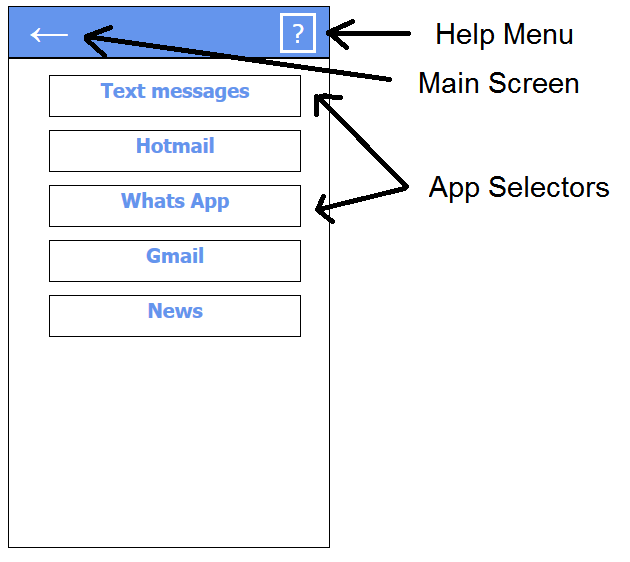 ?
Help Menu
Main Screen
Text messages
Hotmail
Whats App
App Selectors
Gmail
News